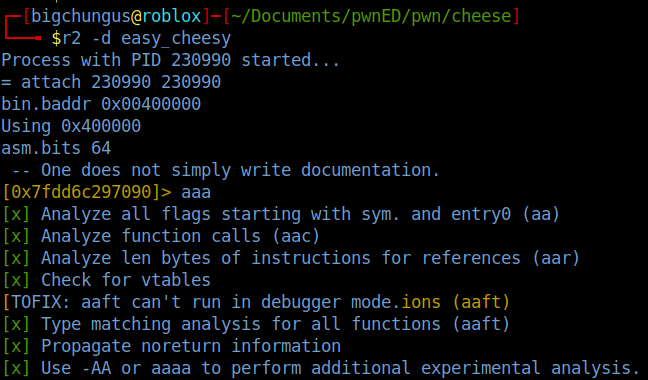 ┌─[bigchungus@roblox]─[~/Documents/pwnED/pwn/cheese]
└──╼ $r2 -d easy_cheesy
Process with PID 230990 started...
= attach 230990 230990
bin.baddr 0x00400000
Using 0x400000
asm.bits 64
 -- One does not simply write documentation.
[0x7fdd6c297090]> aaa
[x] Analyze all flags starting with sym. and entry0 (aa)
[x] Analyze function calls (aac)
[x] Analyze len bytes of instructions for references (aar)
[x] Check for vtables
[TOFIX: aaft can't run in debugger mode.ions (aaft)
[x] Type matching analysis for all functions (aaft)
[x] Propagate noreturn information
[x] Use -AA or aaaa to perform additional experimental analysis.